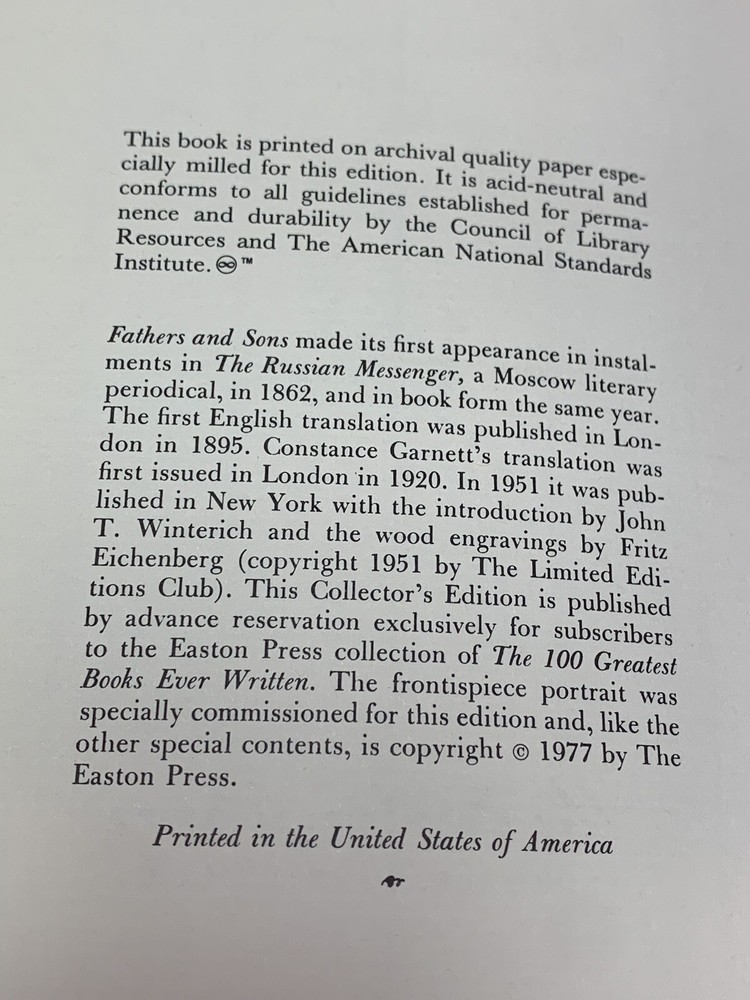 This book is printed on archival quality paper espe-
cially milled for this edition. It is acid-neutral and
conforms to all guidelines established for perma-
nence and durability by the Council of Library
Resources and The American National Standards
Institute. ♾™
Fathers and Sons made its first appearance in instal-
ments in The Russian Messenger, a Moscow literary
periodical, in 1862, and in book form the same year.
The first English translation was published in Lon-
don in 1895. Constance Garnett's translation was
first issued in London in 1920. In 1951 it was pub-
lished in New York with the introduction by John
T. Winterich and the wood engravings by Fritz
Eichenberg (copyright 1951 by The Limited Edi-
tions Club). This Collector's Edition is published
by advance reservation exclusively for subscribers
to the Easton Press collection of The 100 Greatest
Books Ever Written. The frontispiece portrait was
specially commissioned for this edition and, like the
other special contents, is copyright © 1977 by The
Easton Press.
Printed in the United States of America